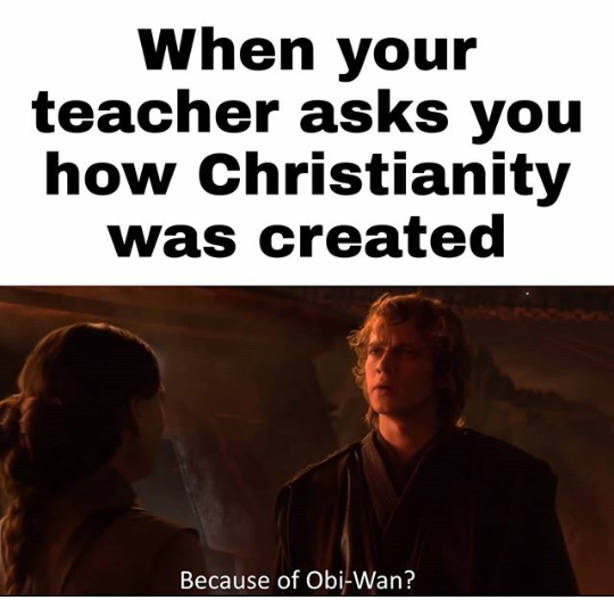 When your
teacher asks you
how Christianity
was created
Because of Obi-Wan?